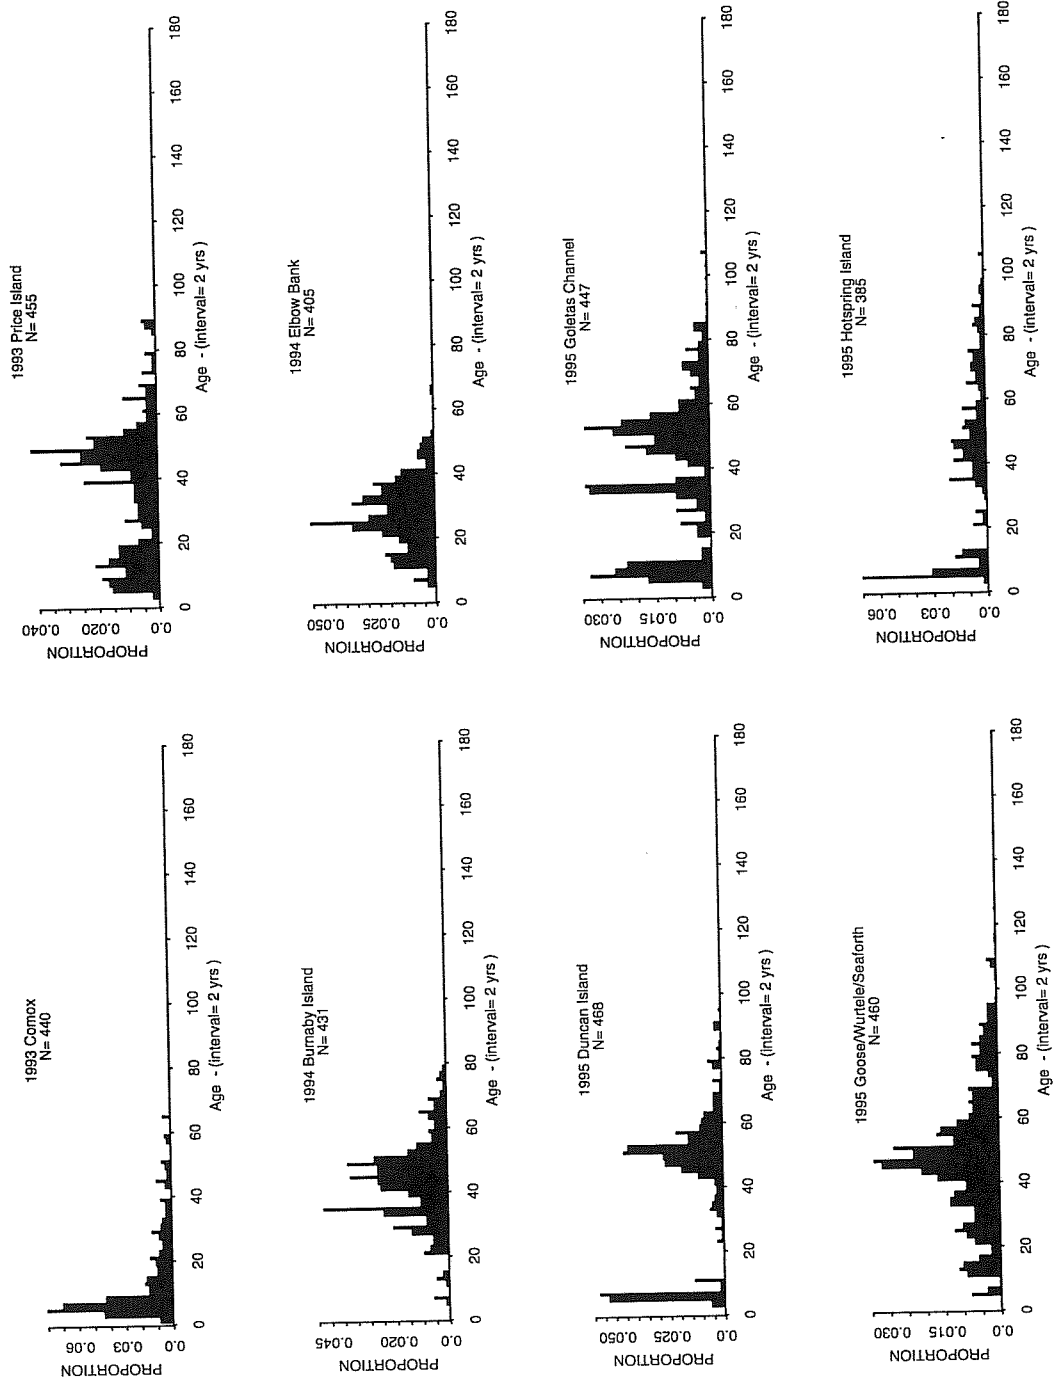 1993 Comox
N= 440
PROPORTION
0.0 0.03 0.06
0 20 40 60 80 100 120 140 160 180
Age - (interval= 2 yrs )
1993 Price Island
N= 455
PROPORTION
0.0 0.020 0.040
0 20 40 60 80 100 120 140 160 180
Age - (interval= 2 yrs )
1994 Burnaby Island
N= 431
PROPORTION
0.0 0.020 0.045
0 20 40 60 80 100 120 140 160 180
Age - (interval= 2 yrs )
1994 Elbow Bank
N= 405
PROPORTION
0.0 0.025 0.050
0 20 40 60 80 100 120 140 160 180
Age - (interval= 2 yrs )
1995 Duncan Island
N= 468
PROPORTION
0.0 0.025 0.050
0 20 40 60 80 100 120 140 160 180
Age - (interval= 2 yrs )
1995 Goletas Channel
N= 447
PROPORTION
0.0 0.015 0.030
0 20 40 60 80 100 120 140 160 180
Age - (interval= 2 yrs )
1995 Goose/Wurtele/Seaforth
N= 460
PROPORTION
0.0 0.015 0.030
0 20 40 60 80 100 120 140 160 180
Age - (interval= 2 yrs )
1995 Hotspring Island
N= 385
PROPORTION
0.0 0.03 0.06
0 20 40 60 80 100 120 140 160 180
Age - (interval= 2 yrs )